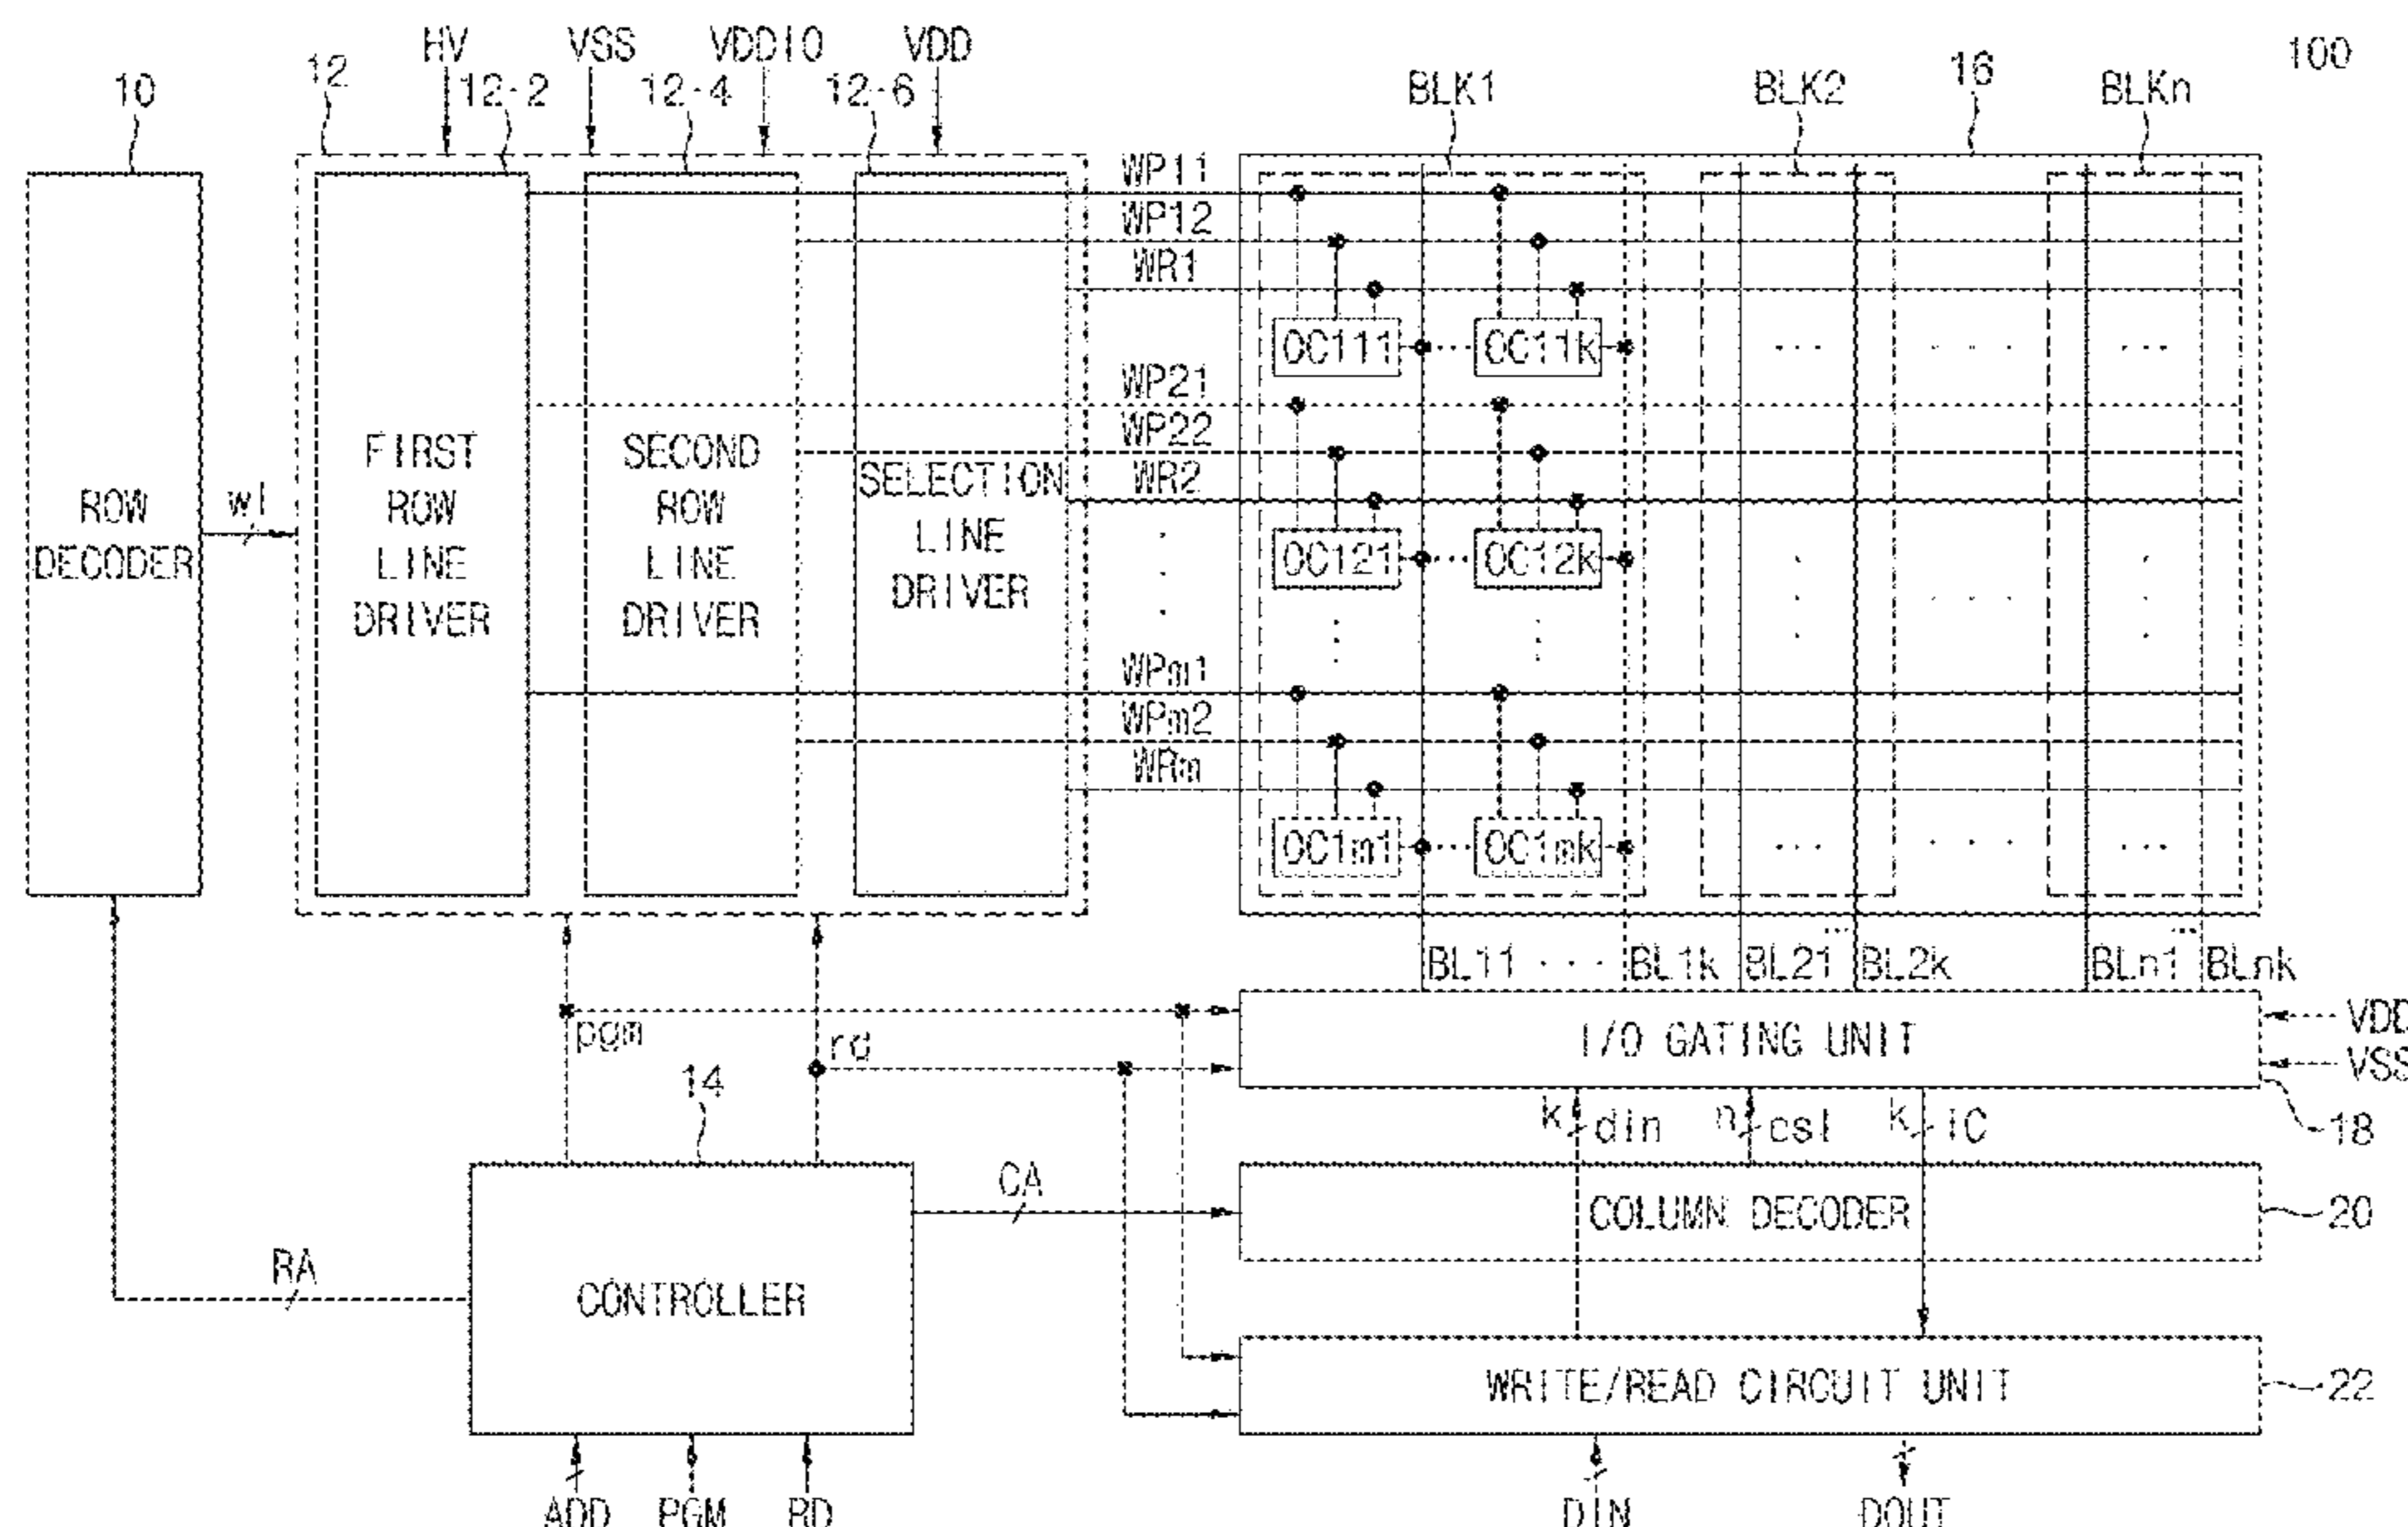 HV VSS VDDIO VDD 100
10 12 12-2 12-4 12-6 BLK1 BLK2 16 BLKn
WP11
WP12
WR1
OC111 ... OC11k ... .... ...
WP21
WP22
WR2
OC121 ... OC12k
WPm1
WPm2
WRm
OC1m1 ... OC1mk ... .... ...
ROW
DECODER
wl
FIRST
ROW
LINE
DRIVER
SECOND
ROW
LINE
DRIVER
SELECTION
LINE
DRIVER
BL11 ... BL1k BL21 ... BL2k BLn1 ... BLnk
pgm
rd
I/O GATING UNIT
VDD
VSS
18
14
k din n csl k IC
CA
COLUMN DECODER
20
RA
CONTROLLER
WRITE/READ CIRCUIT UNIT
22
ADD PGM RD DIN DOUT